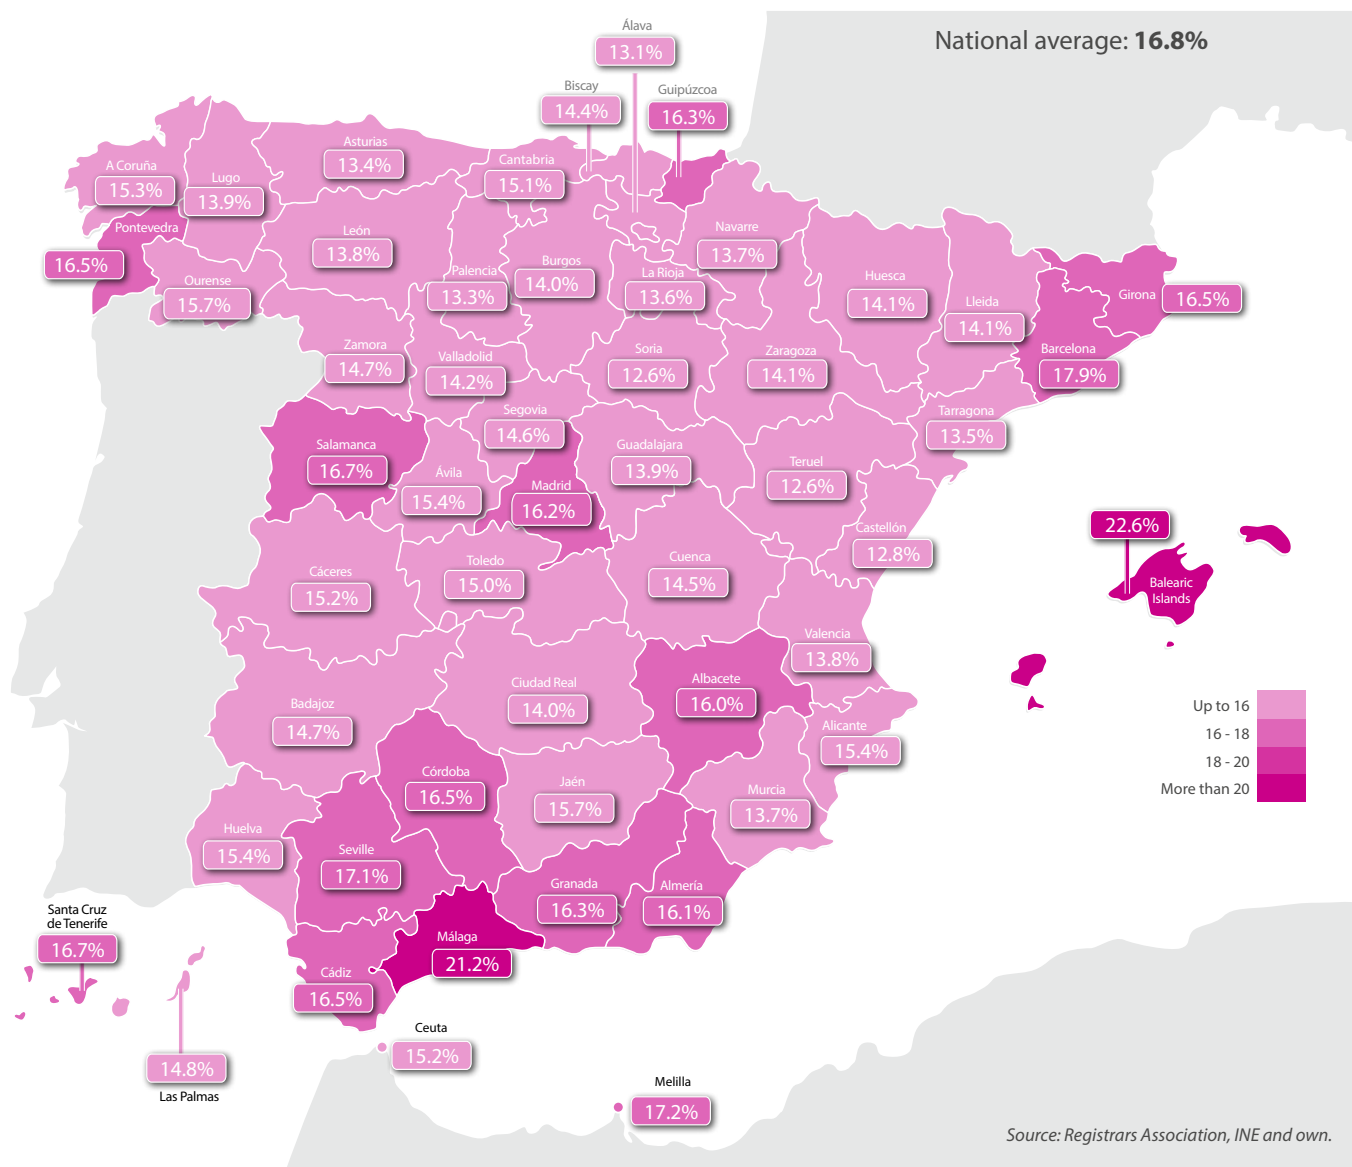 National average: 16.8%
Álava
13.1%
Biscay
14.4%
Guipúzcoa
16.3%
A Coruña
15.3%
Lugo
13.9%
Asturias
13.4%
Cantabria
15.1%
Pontevedra
16.5%
Ourense
15.7%
León
13.8%
Palencia
13.3%
Burgos
14.0%
La Rioja
13.6%
Navarre
13.7%
Huesca
14.1%
Lleida
14.1%
Girona
16.5%
Barcelona
17.9%
Zamora
14.7%
Valladolid
14.2%
Soria
12.6%
Zaragoza
14.1%
Tarragona
13.5%
Segovia
14.6%
Salamanca
16.7%
Ávila
15.4%
Madrid
16.2%
Guadalajara
13.9%
Teruel
12.6%
Castellón
12.8%
22.6%
Balearic
Islands
Cáceres
15.2%
Toledo
15.0%
Cuenca
14.5%
Valencia
13.8%
Badajoz
14.7%
Ciudad Real
14.0%
Albacete
16.0%
Alicante
15.4%
Up to 16
16 - 18
18 - 20
More than 20
Córdoba
16.5%
Jaén
15.7%
Murcia
13.7%
Huelva
15.4%
Seville
17.1%
Granada
16.3%
Almería
16.1%
Málaga
21.2%
Cádiz
16.5%
Santa Cruz
de Tenerife
16.7%
14.8%
Las Palmas
Ceuta
15.2%
Melilla
17.2%
Source: Registrars Association, INE and own.